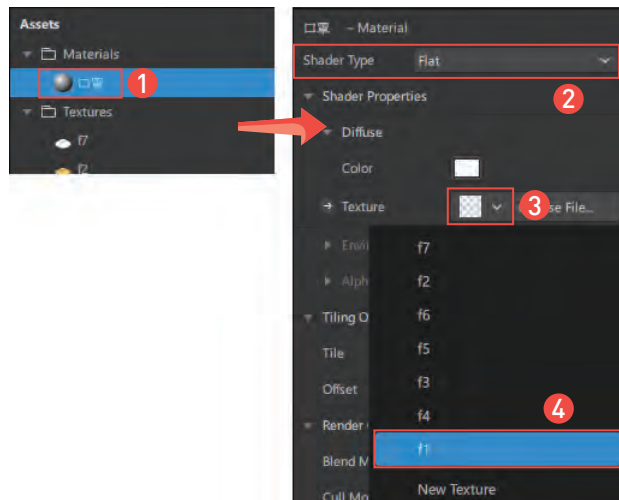 Assets
Materials
口罩
1
Textures
f7
f2
口罩 – Material
Shader Type Flat
2
Shader Properties
Diffuse
Color
Texture
3
se File...
Envi
f7
Alph
f2
Tiling O
f6
Tile
f5
Offset
f3
f4
4
Render
f1
Blend M
New Texture
Cull Mo